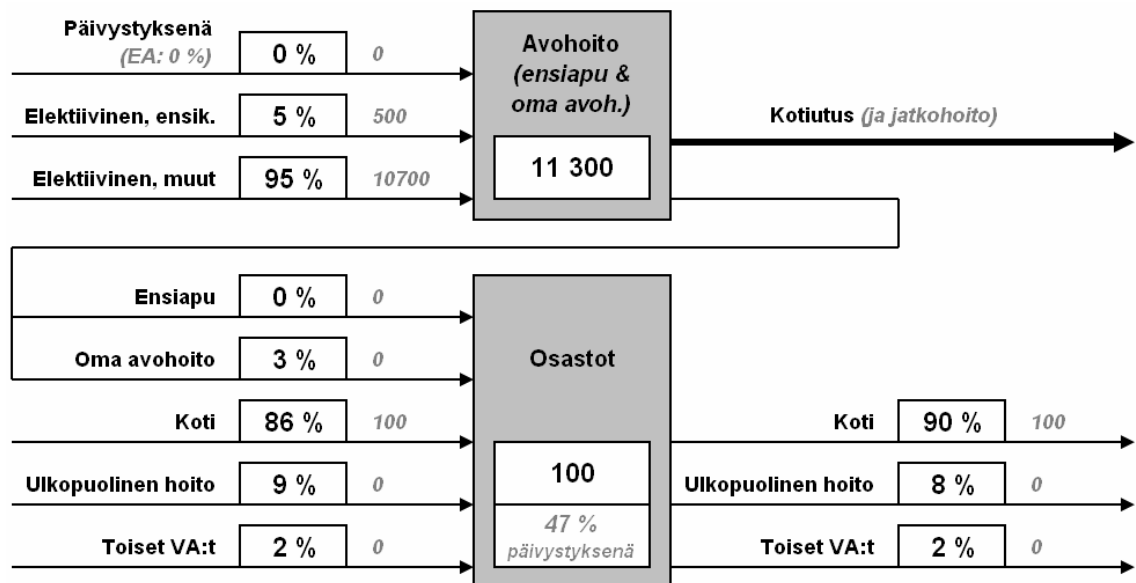 Päivystyksenä
(EA: 0 %)
0 %
0
Elektiivinen, ensik.
5 %
500
Elektiivinen, muut
95 %
10700
Avohoito
(ensiapu &
oma avoh.)
11 300
Kotiutus (ja jatkohoito)
Ensiapu
0 %
0
Oma avohoito
3 %
0
Koti
86 %
100
Ulkopuolinen hoito
9 %
0
Toiset VA:t
2 %
0
Osastot
100
47 %
päivystyksenä
Koti
90 %
100
Ulkopuolinen hoito
8 %
0
Toiset VA:t
2 %
0